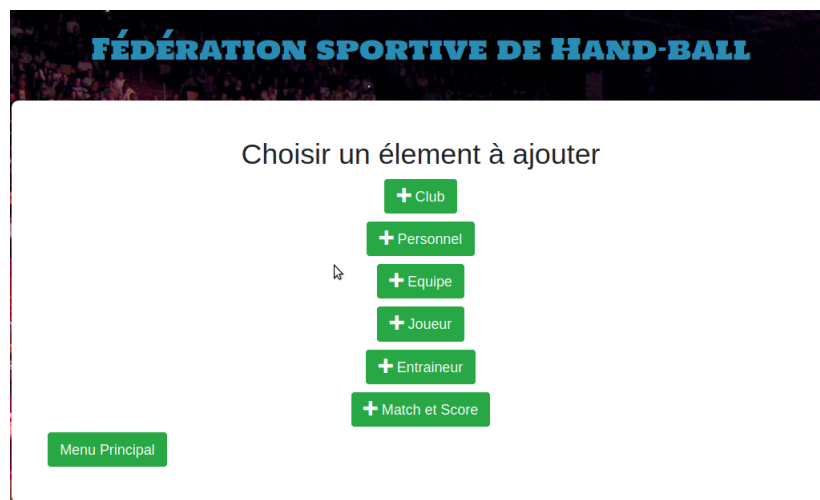 Fédération sportive de Hand-ball
Choisir un élement à ajouter
Club
Personnel
Equipe
Joueur
Entraineur
Match et Score
Menu Principal